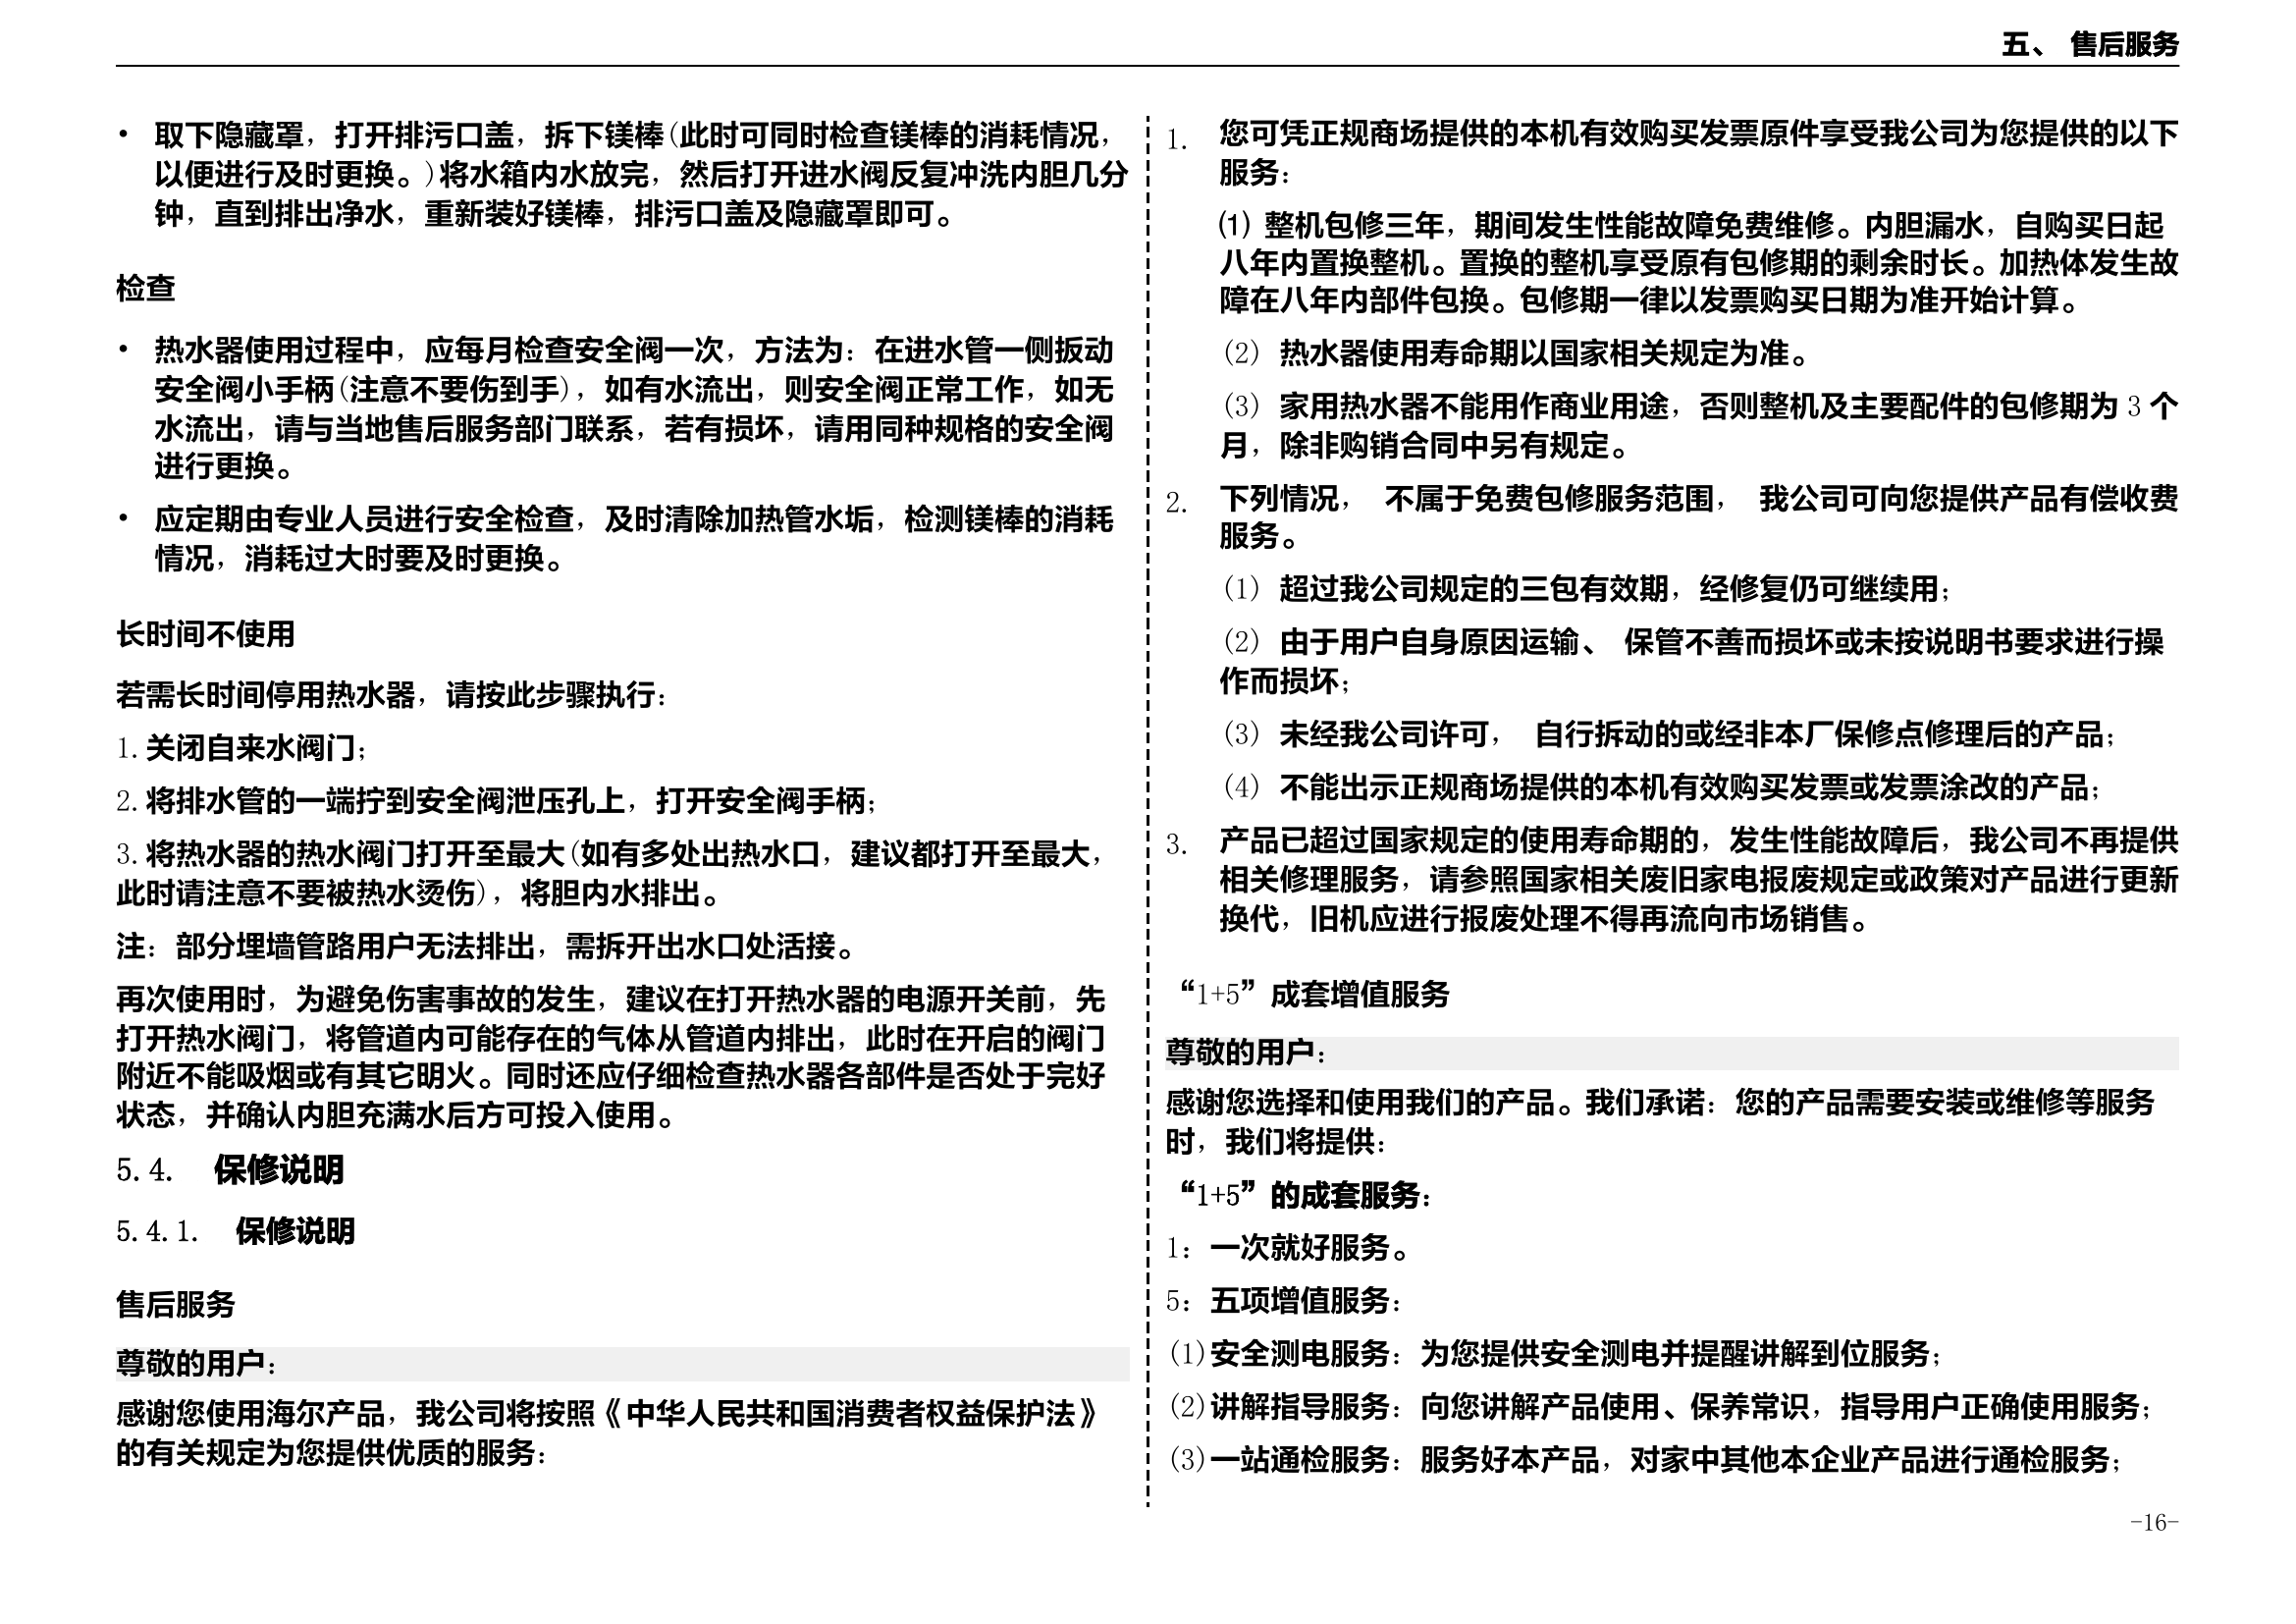 五、 售后服务
• 取下隐藏罩，打开排污口盖，拆下镁棒(此时可同时检查镁棒的消耗情况，
以便进行及时更换。)将水箱内水放完，然后打开进水阀反复冲洗内胆几分
钟，直到排出净水，重新装好镁棒，排污口盖及隐藏罩即可。
检查
• 热水器使用过程中，应每月检查安全阀一次，方法为：在进水管一侧扳动
安全阀小手柄(注意不要伤到手)，如有水流出，则安全阀正常工作，如无
水流出，请与当地售后服务部门联系，若有损坏，请用同种规格的安全阀
进行更换。
• 应定期由专业人员进行安全检查，及时清除加热管水垢，检测镁棒的消耗
情况，消耗过大时要及时更换。
长时间不使用
若需长时间停用热水器，请按此步骤执行：
1. 关闭自来水阀门；
2. 将排水管的一端拧到安全阀泄压孔上，打开安全阀手柄；
3. 将热水器的热水阀门打开至最大(如有多处出热水口，建议都打开至最大，
此时请注意不要被热水烫伤)，将胆内水排出。
注：部分埋墙管路用户无法排出，需拆开出水口处活接。
再次使用时，为避免伤害事故的发生，建议在打开热水器的电源开关前，先
打开热水阀门，将管道内可能存在的气体从管道内排出，此时在开启的阀门
附近不能吸烟或有其它明火。同时还应仔细检查热水器各部件是否处于完好
状态，并确认内胆充满水后方可投入使用。
5.4. 保修说明
5.4.1. 保修说明
售后服务
尊敬的用户：
感谢您使用海尔产品，我公司将按照《中华人民共和国消费者权益保护法》
的有关规定为您提供优质的服务：
1. 您可凭正规商场提供的本机有效购买发票原件享受我公司为您提供的以下
服务：
(1) 整机包修三年，期间发生性能故障免费维修。内胆漏水，自购买日起
八年内置换整机。置换的整机享受原有包修期的剩余时长。加热体发生故
障在八年内部件包换。包修期一律以发票购买日期为准开始计算。
(2) 热水器使用寿命期以国家相关规定为准。
(3) 家用热水器不能用作商业用途，否则整机及主要配件的包修期为 3 个
月，除非购销合同中另有规定。
2. 下列情况， 不属于免费包修服务范围， 我公司可向您提供产品有偿收费
服务。
(1) 超过我公司规定的三包有效期，经修复仍可继续用；
(2) 由于用户自身原因运输、 保管不善而损坏或未按说明书要求进行操
作而损坏；
(3) 未经我公司许可， 自行拆动的或经非本厂保修点修理后的产品；
(4) 不能出示正规商场提供的本机有效购买发票或发票涂改的产品；
3. 产品已超过国家规定的使用寿命期的，发生性能故障后，我公司不再提供
相关修理服务，请参照国家相关废旧家电报废规定或政策对产品进行更新
换代，旧机应进行报废处理不得再流向市场销售。
“1+5”成套增值服务
尊敬的用户：
感谢您选择和使用我们的产品。我们承诺：您的产品需要安装或维修等服务
时，我们将提供：
“1+5”的成套服务：
1：一次就好服务。
5：五项增值服务：
(1)安全测电服务：为您提供安全测电并提醒讲解到位服务；
(2)讲解指导服务：向您讲解产品使用、保养常识，指导用户正确使用服务；
(3)一站通检服务：服务好本产品，对家中其他本企业产品进行通检服务；
-16-